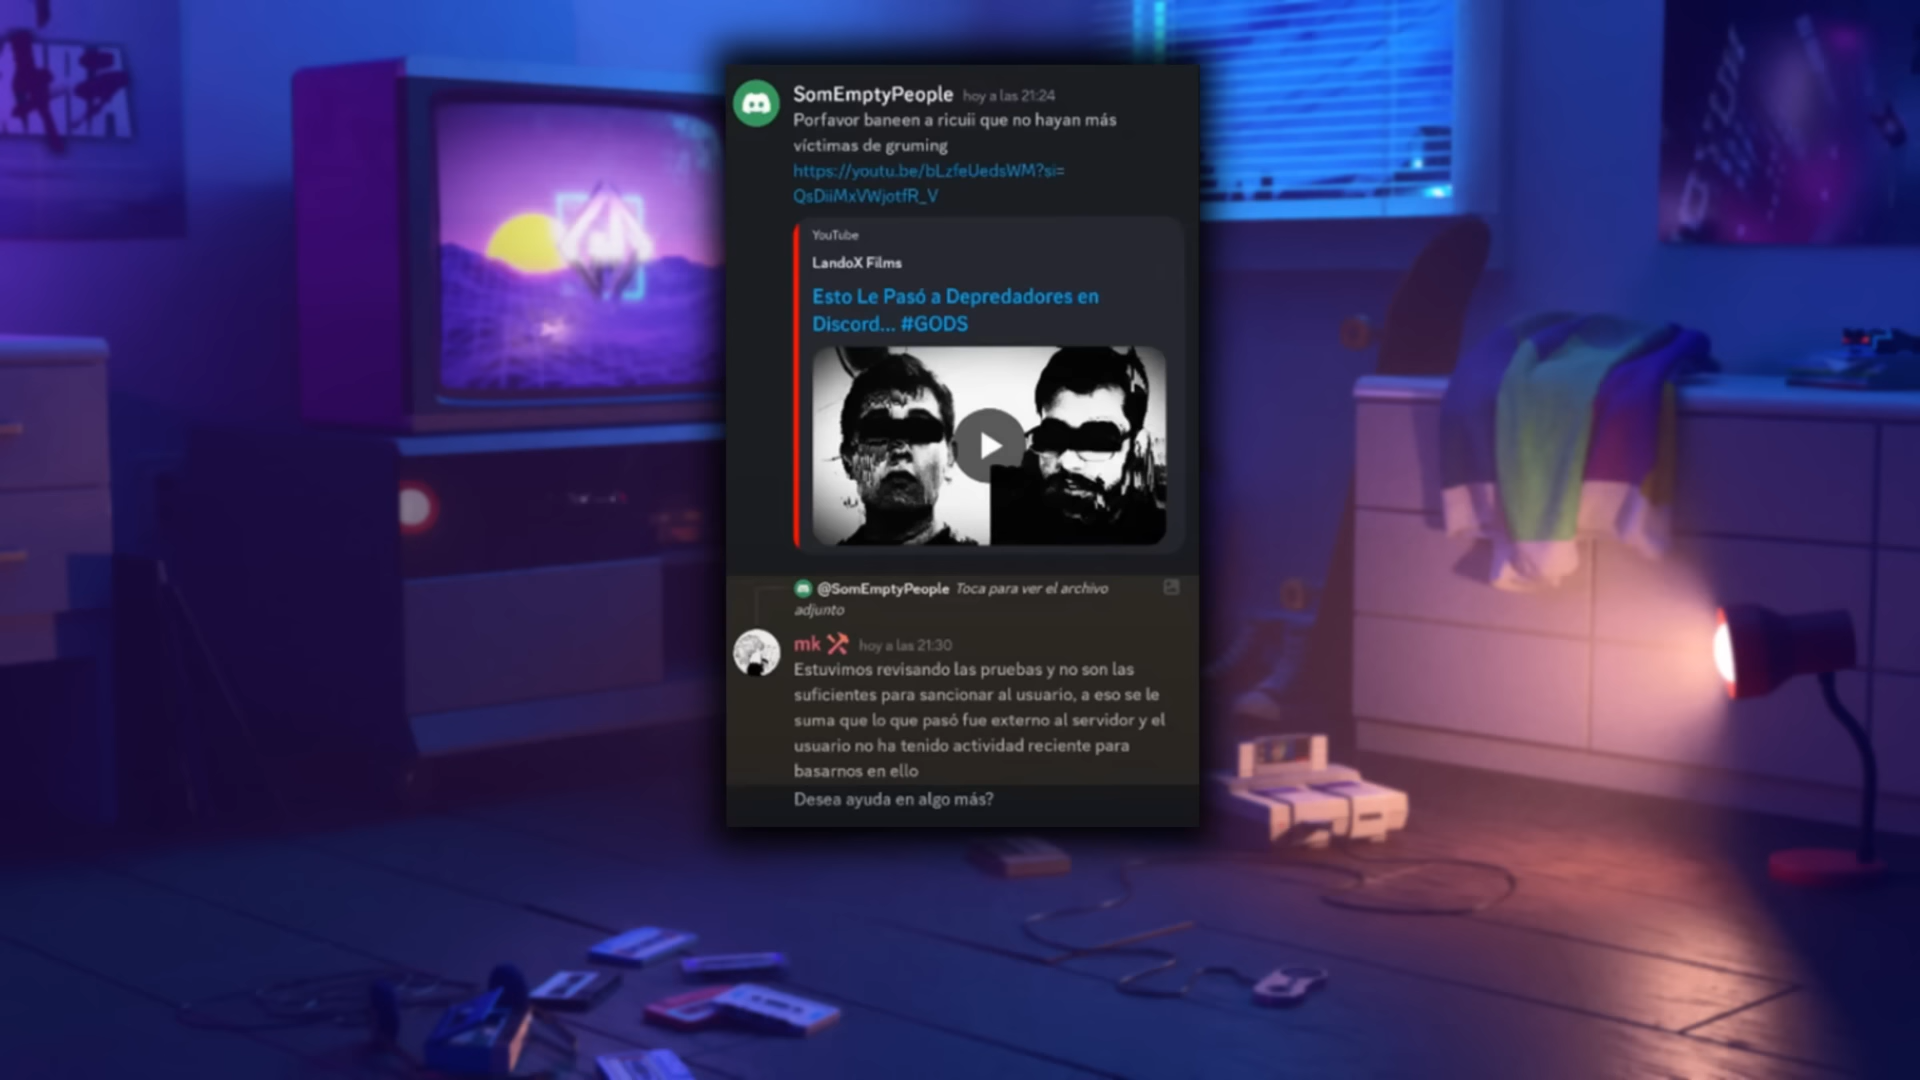 SomEmptyPeople hoy a las 21:24
Porfavor baneen a ricuii que no hayan más
víctimas de gruming
https://youtu.be/bLzfeUedsWM?si=
QsDiiMxVWjotfR_V
YouTube
LandoX Films
Esto Le Pasó a Depredadores en
Discord... #GODS
@SomEmptyPeople Toca para ver el archivo
adjunto
mk hoy a las 21:30
Estuvimos revisando las pruebas y no son las
suficientes para sancionar al usuario, a eso se le
suma que lo que pasó fue externo al servidor y el
usuario no ha tenido actividad reciente para
basarnos en ello
Desea ayuda en algo más?